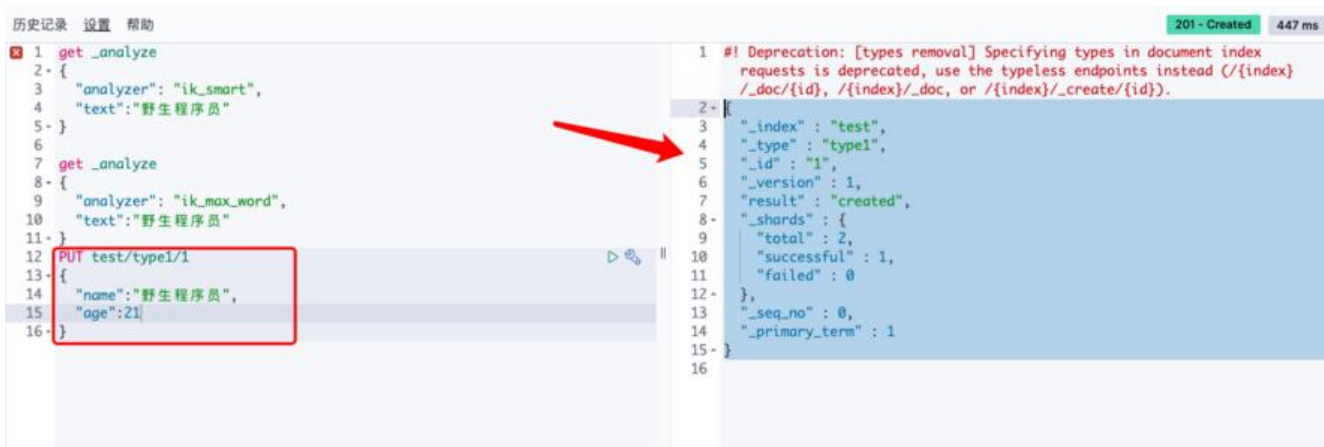 历史记录 设置 帮助
201 - Created 447 ms
1 get _analyze
2 {
3 "analyzer": "ik_smart",
4 "text":"野生程序员"
5 }
6
7 get _analyze
8 {
9 "analyzer": "ik_max_word",
10 "text":"野生程序员"
11 }
12 PUT test/type1/1
13 {
14 "name":"野生程序员",
15 "age":21
16 }
1 #! Deprecation: [types removal] Specifying types in document index
requests is deprecated, use the typeless endpoints instead (/{index}
/_doc/{id}, /{index}/_doc, or /{index}/_create/{id}).
2 {
3 "_index" : "test",
4 "_type" : "type1",
5 "_id" : "1",
6 "_version" : 1,
7 "result" : "created",
8 "_shards" : {
9 "total" : 2,
10 "successful" : 1,
11 "failed" : 0
12 },
13 "_seq_no" : 0,
14 "_primary_term" : 1
15 }
16